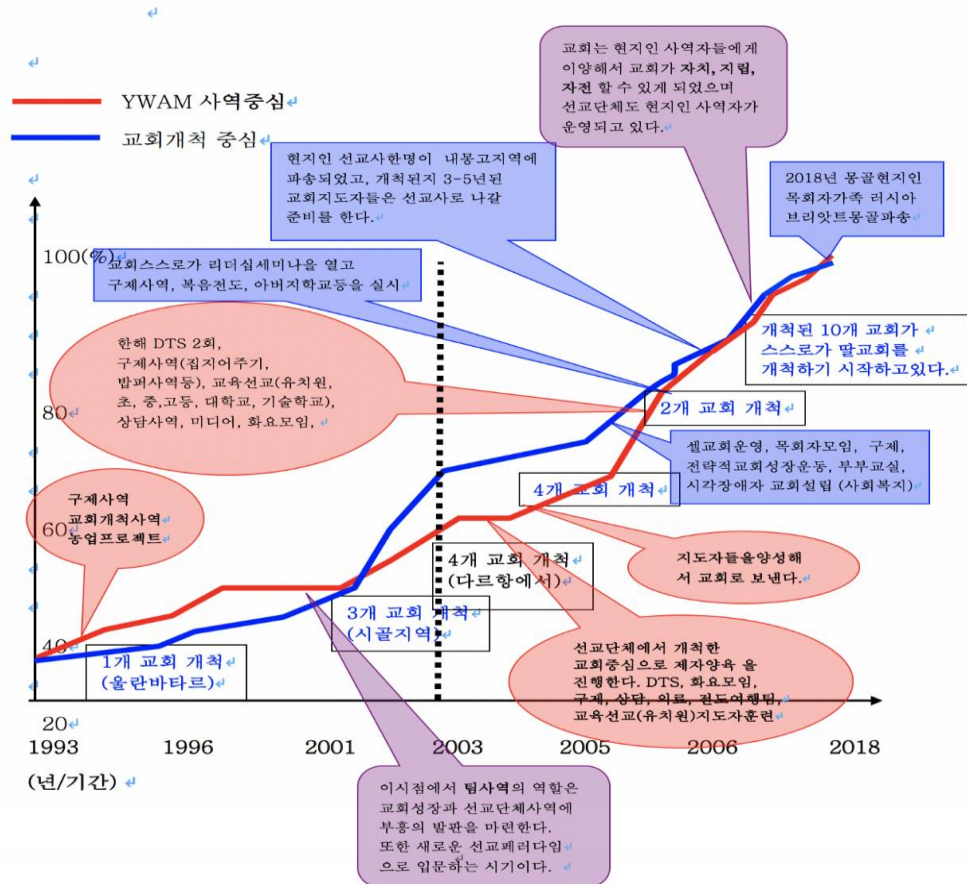 YWAM 사역중심
교회개척 중심
교회는 현지인 사역자들에게
이양해서 교회가 자치, 지립,
자전 할 수 있게 되었으며
선교단체도 현지인 사역자가
운영되고 있다.
현지인 선교사한명이 내몽고지역에
파송되었고, 개척된지 3-5년된
교회지도자들은 선교사로 나갈
준비를 한다.
2018년 몽골현지인
목회자가족 러시아
브리앗트몽골파송
100(%)
교회스스로가 리더십세미나을 열고
구제사역, 복음전도, 아버지학교등을 실시
한해 DTS 2회,
구제사역(집지어주기,
밥퍼사역등), 교육선교(유치원,
초, 중,고등, 대학교, 기술학교),
상담사역, 미디어, 화요모임,
개척된 10개 교회가
스스로가 딸교회를
개척하기 시작하고있다.
80
2개 교회 개척
셀교회운영, 목회자모임, 구제,
전략적교회성장운동, 부부교실,
시각장애자 교회설립 (사회복지)
4개 교회 개척
구제사역
교회개척사역
농업프로젝트
60
4개 교회 개척
(다르항에서)
지도자들을양성해
서 교회로 보낸다.
3개 교회 개척
(시골지역)
40
1개 교회 개척
(울란바타르)
선교단체에서 개척한
교회중심으로 제자양육 을
진행한다. DTS, 화요모임,
구제, 상담, 의료, 전도여행팀,
교육선교(유치원)지도자훈련
20
1993 1996 2001 2003 2005 2006 2018
(년/기간)
이시점에서 팀사역의 역할은
교회성장과 선교단체사역에
부흥의 발판을 마련한다.
또한 새로운 선교페러다임
으로 입문하는 시기이다.